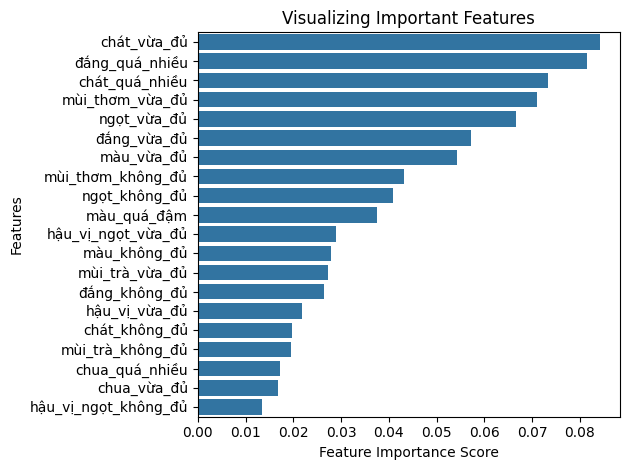 Visualizing Important Features
chát_vừa_đủ
đắng_quá_nhiều
chát_quá_nhiều
mùi_thơm_vừa_đủ
ngọt_vừa_đủ
đắng_vừa_đủ
màu_vừa_đủ
mùi_thơm_không_đủ
ngọt_không_đủ
màu_quá_đậm
hậu_vị_ngọt_vừa_đủ
màu_không_đủ
mùi_trà_vừa_đủ
đắng_không_đủ
hậu_vị_vừa_đủ
chát_không_đủ
mùi_trà_không_đủ
chua_quá_nhiều
chua_vừa_đủ
hậu_vị_ngọt_không_đủ
Features
0.00 0.01 0.02 0.03 0.04 0.05 0.06 0.07 0.08
Feature Importance Score